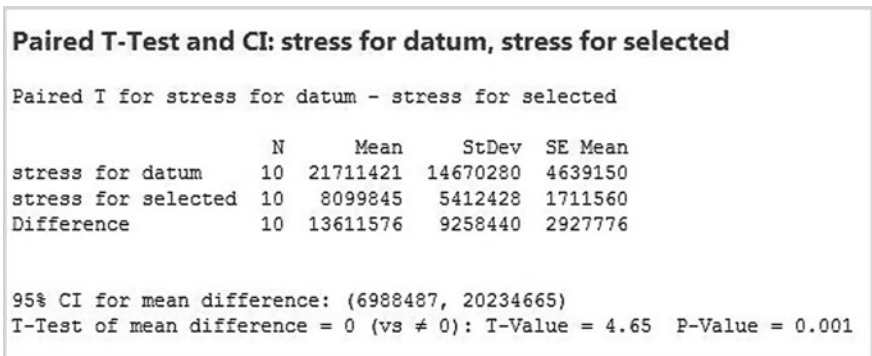 Paired T-Test and CI: stress for datum, stress for selected
Paired T for stress for datum - stress for selected
N Mean StDev SE Mean
stress for datum 10 21711421 14670280 4639150
stress for selected 10 8099845 5412428 1711560
Difference 10 13611576 9258440 2927776
95% CI for mean difference: (6988487, 20234665)
T-Test of mean difference = 0 (vs ≠ 0): T-Value = 4.65 P-Value = 0.001